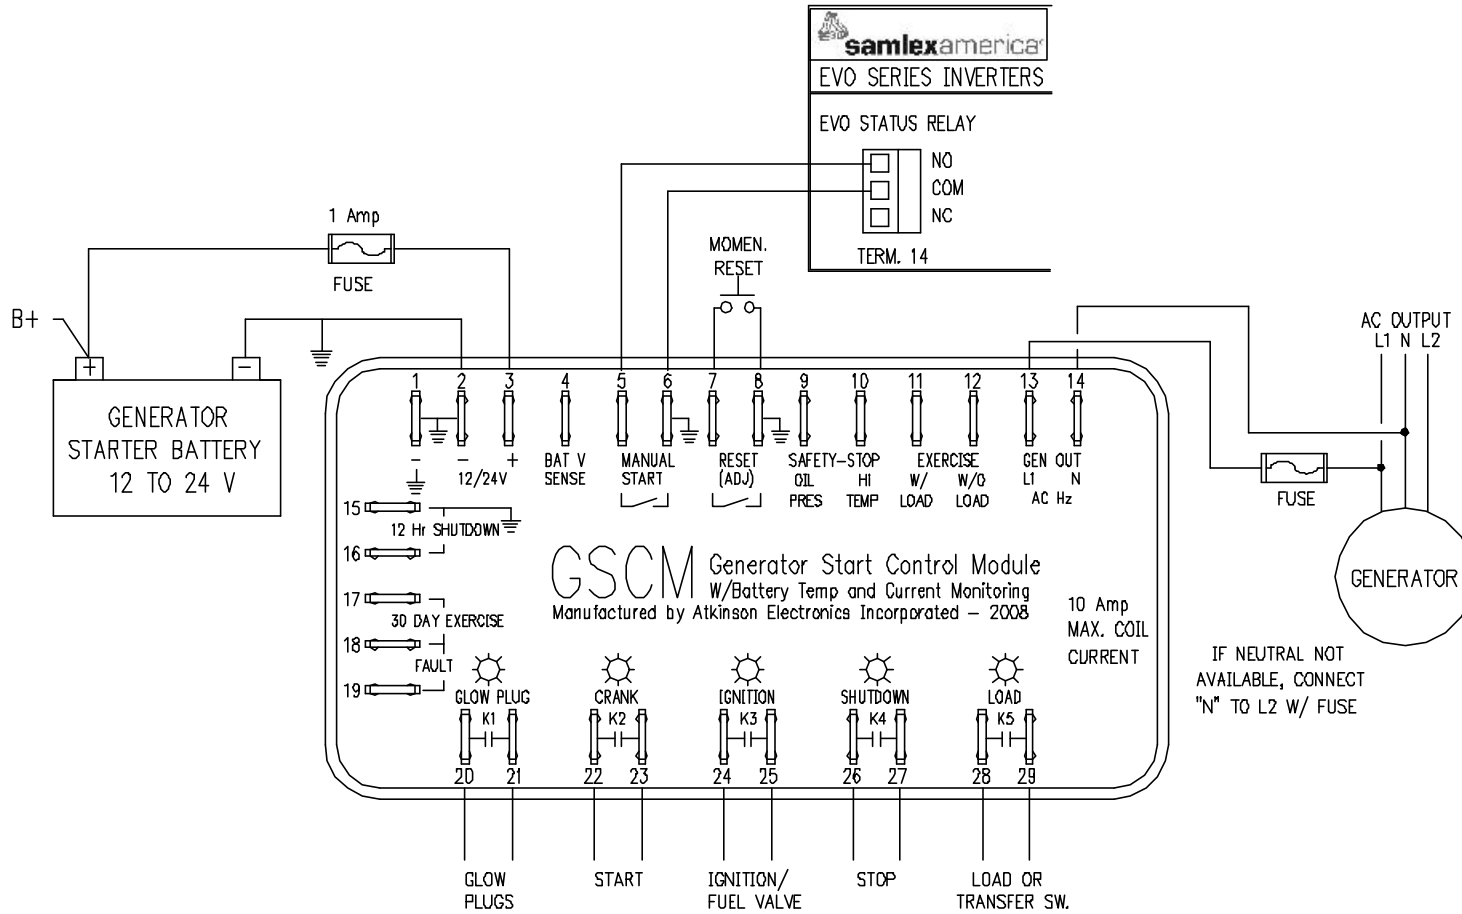 samlexamerica®
EVO SERIES INVERTERS
EVO STATUS RELAY
NO
COM
NC
TERM. 14
1 Amp
FUSE
B+
+ −
GENERATOR
STARTER BATTERY
12 TO 24 V
MOMEN.
RESET
AC OUTPUT
L1 N L2
FUSE
GENERATOR
IF NEUTRAL NOT
AVAILABLE, CONNECT
"N" TO L2 W/ FUSE
1 2 3 4 5 6 7 8 9 10 11 12 13 14
− − +
12/24V
BAT V
SENSE
MANUAL
START
RESET
(ADJ)
SAFETY-STOP
OIL HI
PRES TEMP
EXERCISE
W/ W/O
LOAD LOAD
GEN OUT
L1 N
AC Hz
15
12 Hr SHUTDOWN
16
17
30 DAY EXERCISE
18
FAULT
19
GSCM Generator Start Control Module
W/Battery Temp and Current Monitoring
Manufactured by Atkinson Electronics Incorporated - 2008
10 Amp
MAX. COIL
CURRENT
GLOW PLUG CRANK IGNITION SHUTDOWN LOAD
K1 K2 K3 K4 K5
20 21 22 23 24 25 26 27 28 29
GLOW
PLUGS
START
IGNITION/
FUEL VALVE
STOP
LOAD OR
TRANSFER SW.